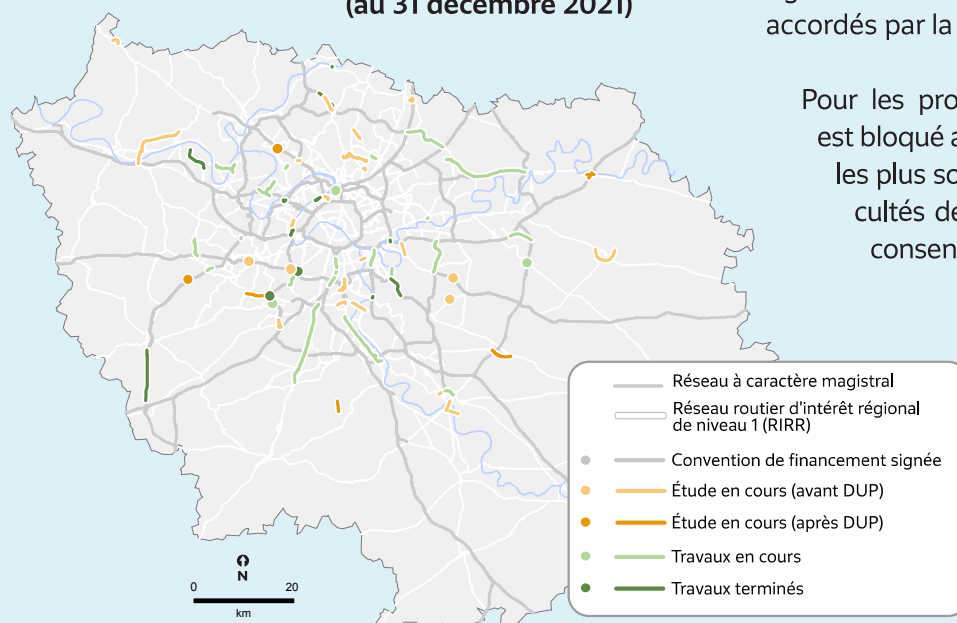 (au 31 décembre 2021)
accordés par la
Pour les pro
est bloqué a
les plus so
cultés de
consen
Réseau à caractère magistral
Réseau routier d'intérêt régional
de niveau 1 (RIRR)
Convention de financement signée
Étude en cours (avant DUP)
Étude en cours (après DUP)
Travaux en cours
Travaux terminés
N
0 20
km